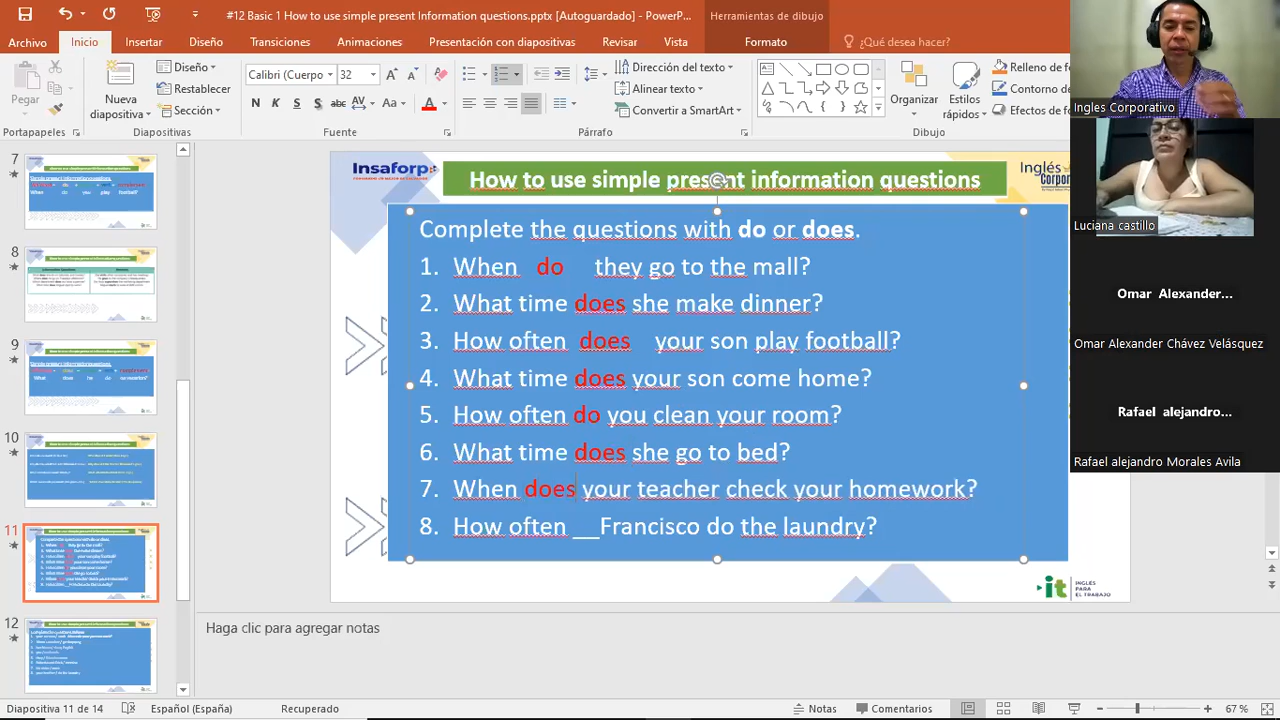 #12 Basic 1 How to use simple present Information questions.pptx [Autoguardado] - PowerP...
Herramientas de dibujo
Archivo Inicio Insertar Diseño Transiciones Animaciones Presentación con diapositivas Revisar Vista Formato ¿Qué desea hacer?
Pegar
Nueva diapositiva
Diseño
Restablecer
Sección
Calibri (Cuerpo 32
Dirección del texto
Alinear texto
Convertir a SmartArt
Organizar
Estilos rápidos
Relleno de
Contorno de
Efectos de fo
Portapapeles Diapositivas Fuente Párrafo Dibujo
Ingles Corporativo
Luciana castillo
Omar Alexander...
Omar Alexander Chávez Velásquez
Rafael alejandro...
Rafael alejandro Morales Avila
7
8
9
10
11
12
Insaforp
How to use simple present information questions
Inglés
Complete the questions with do or does.
1. When do they go to the mall?
2. What time does she make dinner?
3. How often does your son play football?
4. What time does your son come home?
5. How often do you clean your room?
6. What time does she go to bed?
7. When does your teacher check your homework?
8. How often __Francisco do the laundry?
it INGLES PARA EL TRABAJO
Haga clic para agregar notas
Diapositiva 11 de 14 Español (España) Recuperado Notas Comentarios 67 %